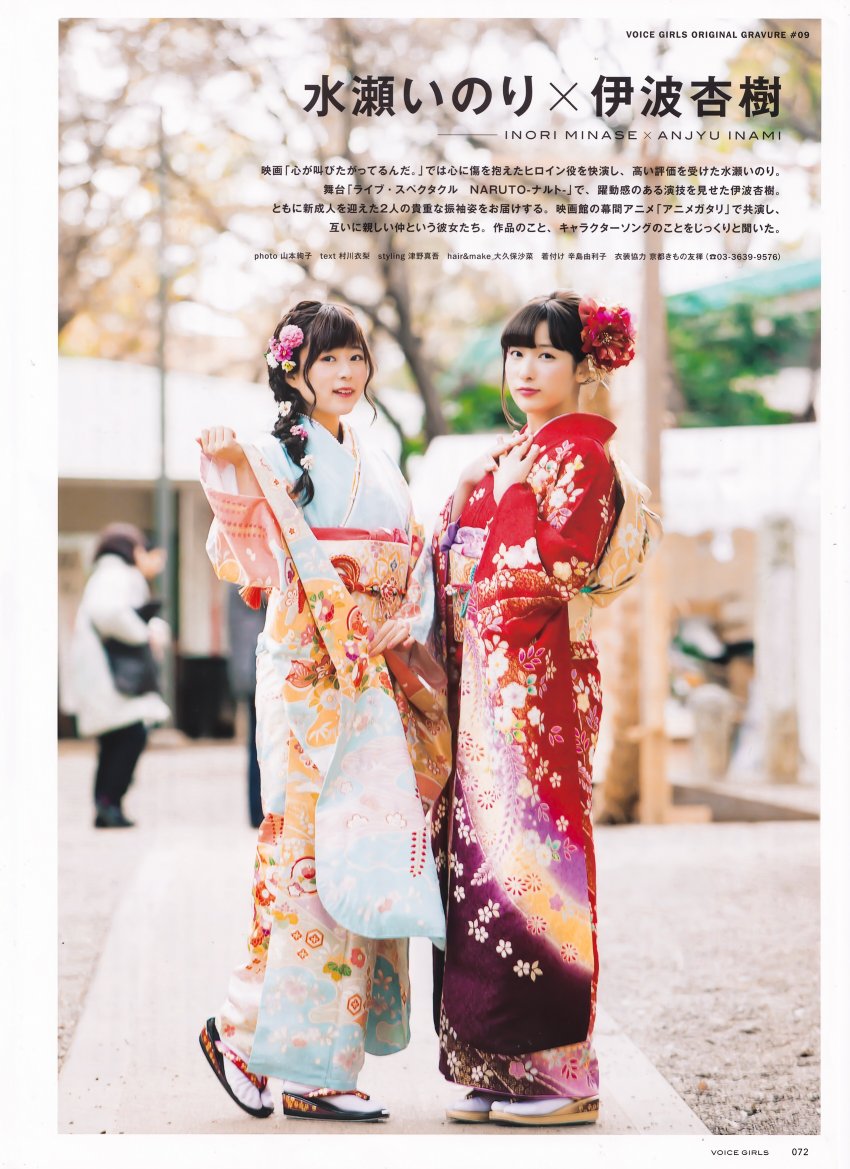 VOICE GIRLS ORIGINAL GRAVURE #09
水瀬いのり×伊波杏樹
INORI MINASE × ANJYU INAMI
映画「心が叫びたがってるんだ。」では心に傷を抱えたヒロイン役を快演し、高い評価を受けた水瀬いのり。
舞台「ライブ・スペクタクル　NARUTO-ナルト-」で、躍動感のある演技を見せた伊波杏樹。
ともに新成人を迎えた2人の貴重な振袖姿をお届けする。映画館の幕間アニメ「アニメガタリ」で共演し、
互いに親しい仲という彼女たち。作品のこと、キャラクターソングのことをじっくりと聞いた。
photo 山本絢子　text 村川衣梨　styling 津野真吾　hair&make 大久保沙菜　着付け 辛島由利子　衣装協力 京都きもの友禅（☎03-3639-9576）
VOICE GIRLS 072